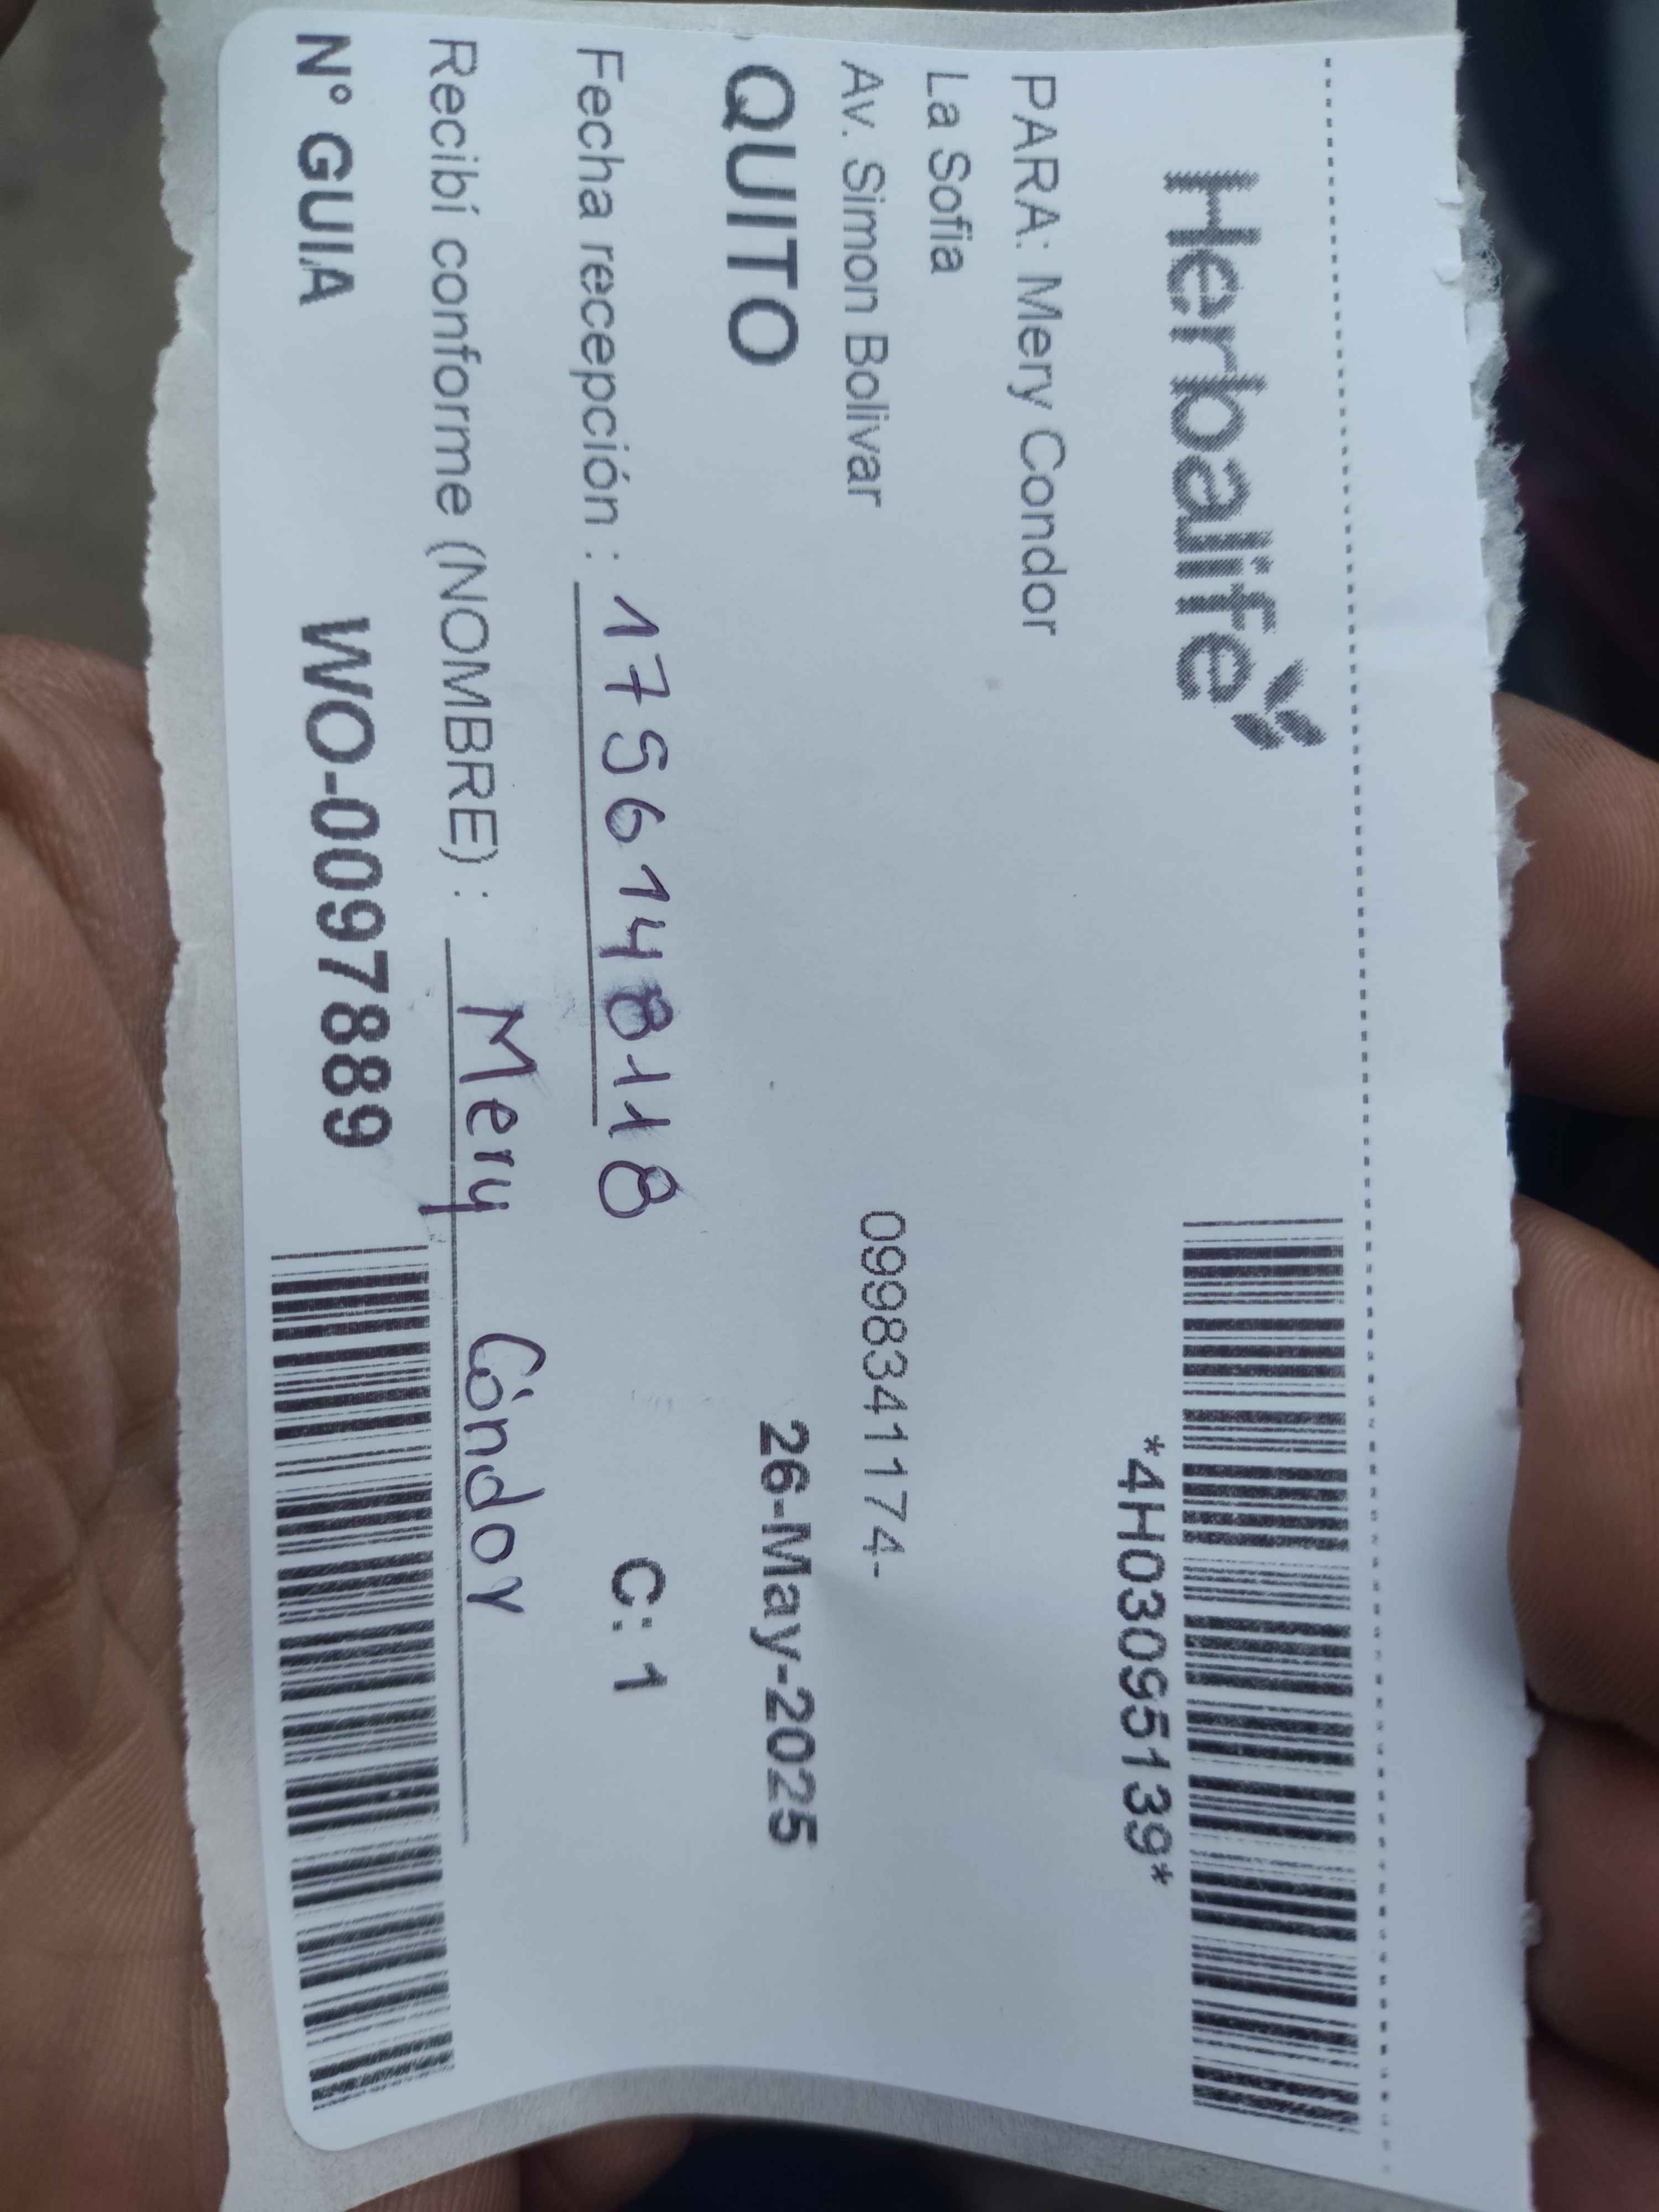 Herbalife
*4H03095139*
PARA: Mery Condor
La Sofia
Av. Simon Bolivar 0998341174-
QUITO 26-May-2025
Fecha recepción : 1756148118 C: 1
Recibí conforme (NOMBRE) : Mery Cóndor
N° GUIA WO-0097889